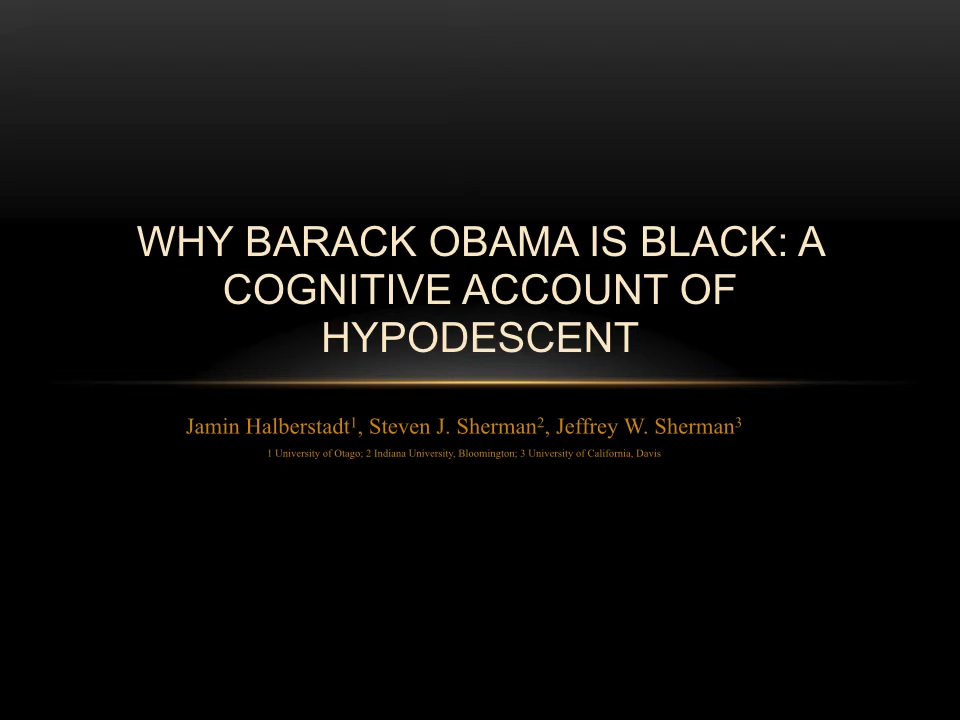 WHY BARACK OBAMA IS BLACK: A
COGNITIVE ACCOUNT OF
HYPODESCENT
Jamin Halberstadt¹, Steven J. Sherman², Jeffrey W. Sherman³
1 University of Otago; 2 Indiana University, Bloomington; 3 University of California, Davis